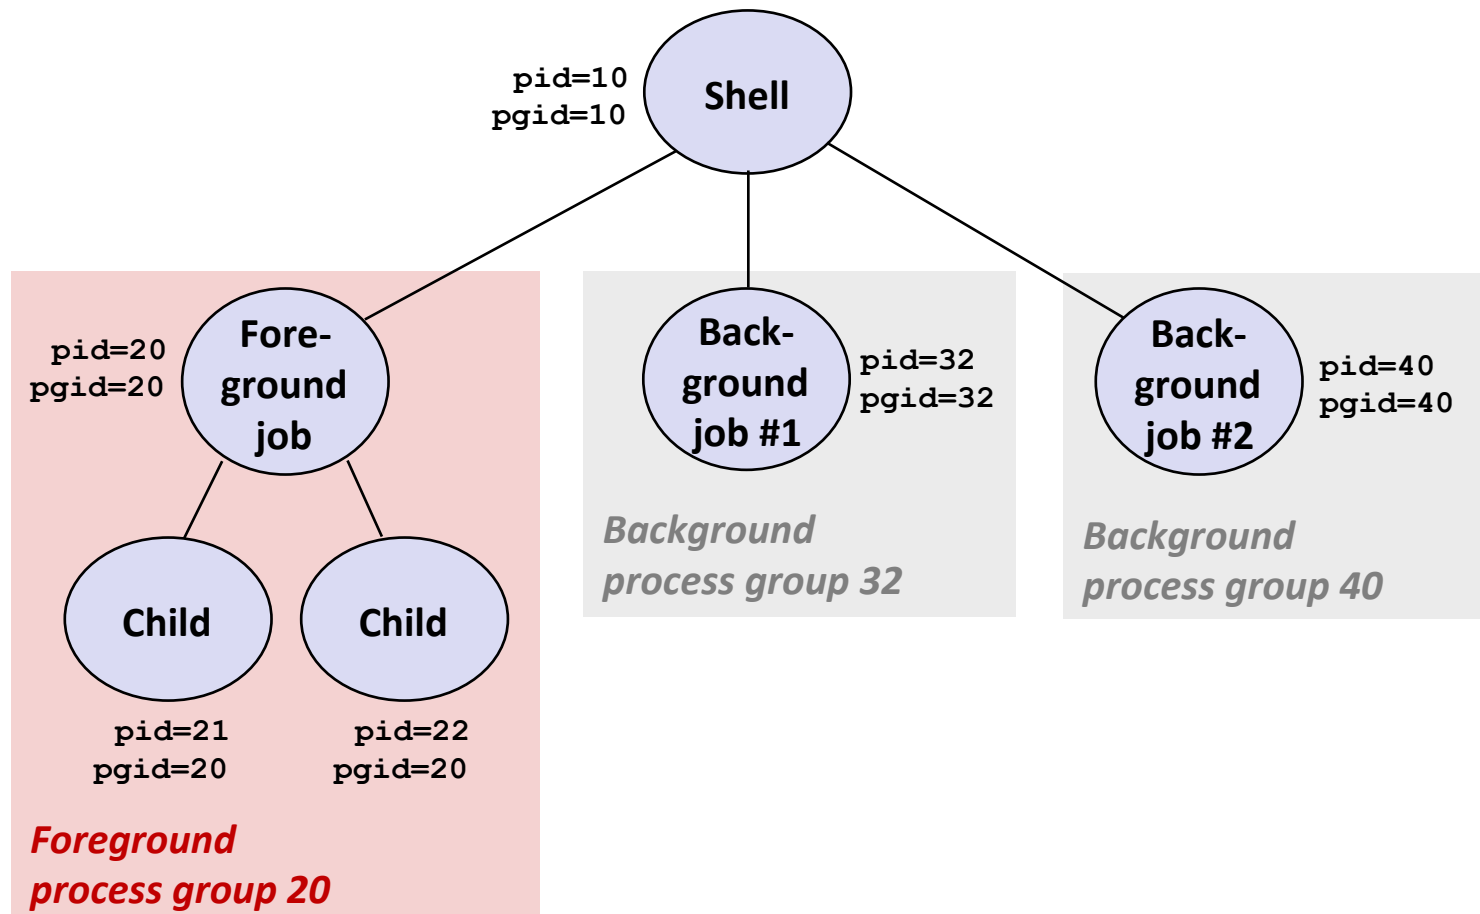 pid=10
pgid=10
Shell
pid=20
pgid=20
Fore-
ground
job
Back-
ground
job #1
pid=32
pgid=32
Back-
ground
job #2
pid=40
pgid=40
Background
process group 32
Background
process group 40
Child
Child
pid=21
pgid=20
pid=22
pgid=20
Foreground
process group 20